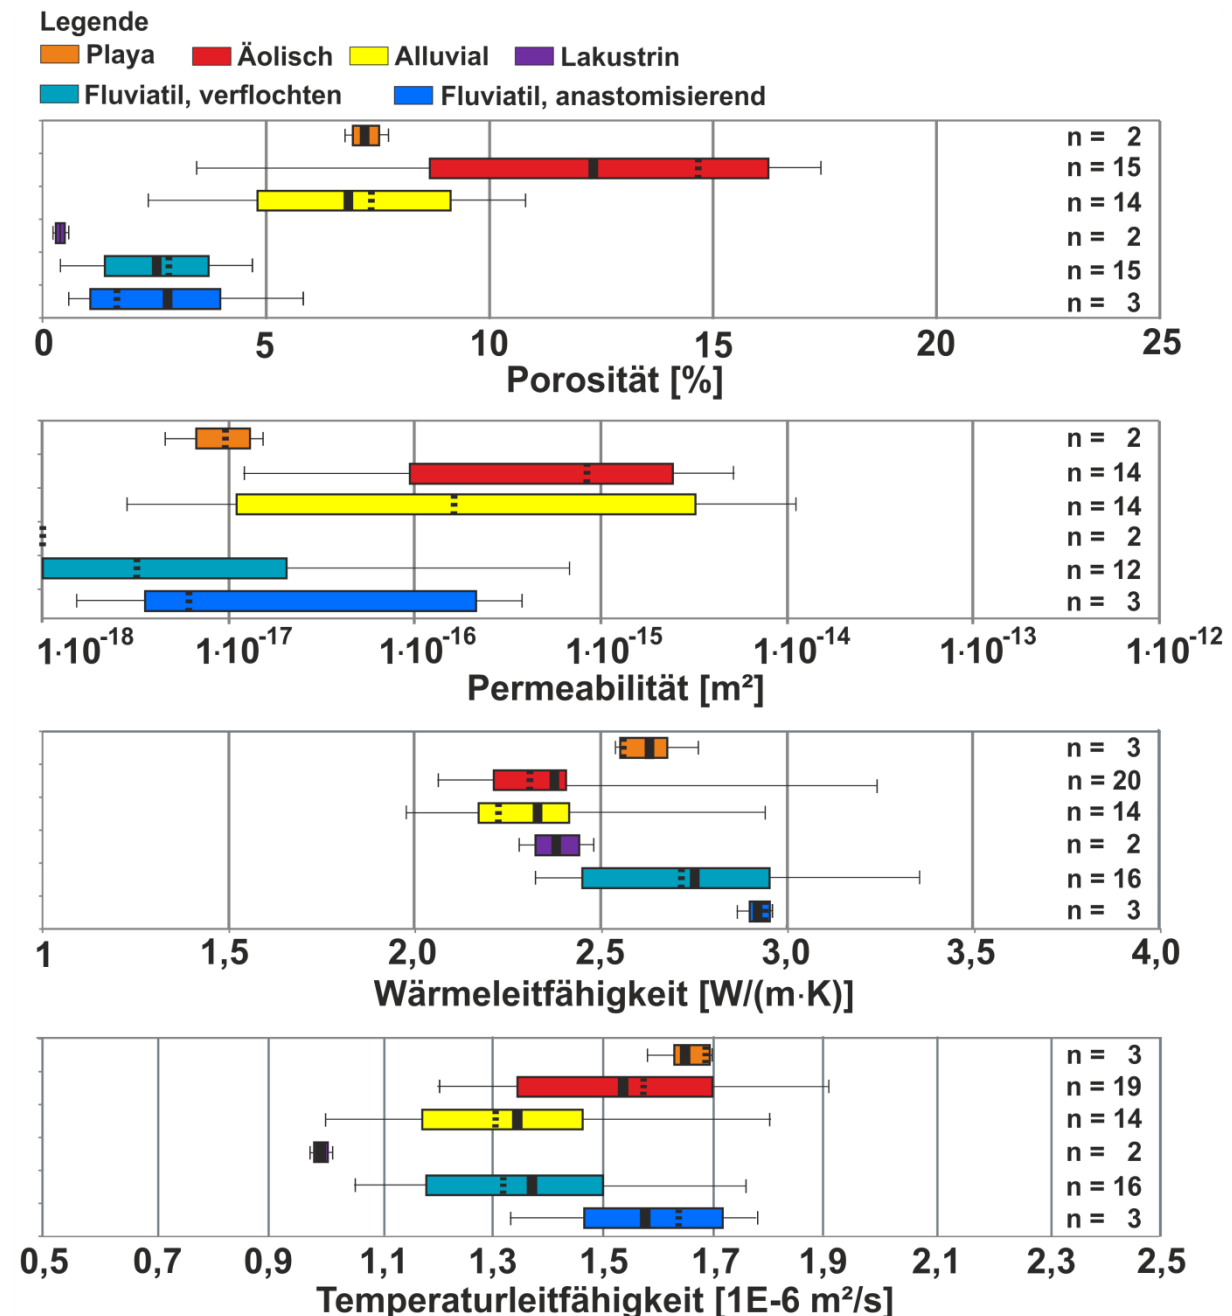 Legende
Playa Äolisch Alluvial Lakustrin
Fluviatil, verflochten Fluviatil, anastomisierend
n = 2
n = 15
n = 14
n = 2
n = 15
n = 3
0 5 10 15 20 25
Porosität [%]
n = 2
n = 14
n = 14
n = 2
n = 12
n = 3
1·10⁻¹⁸ 1·10⁻¹⁷ 1·10⁻¹⁶ 1·10⁻¹⁵ 1·10⁻¹⁴ 1·10⁻¹³ 1·10⁻¹²
Permeabilität [m²]
n = 3
n = 20
n = 14
n = 2
n = 16
n = 3
1 1,5 2,0 2,5 3,0 3,5 4,0
Wärmeleitfähigkeit [W/(m·K)]
n = 3
n = 19
n = 14
n = 2
n = 16
n = 3
0,5 0,7 0,9 1,1 1,3 1,5 1,7 1,9 2,1 2,3 2,5
Temperaturleitfähigkeit [1E-6 m²/s]